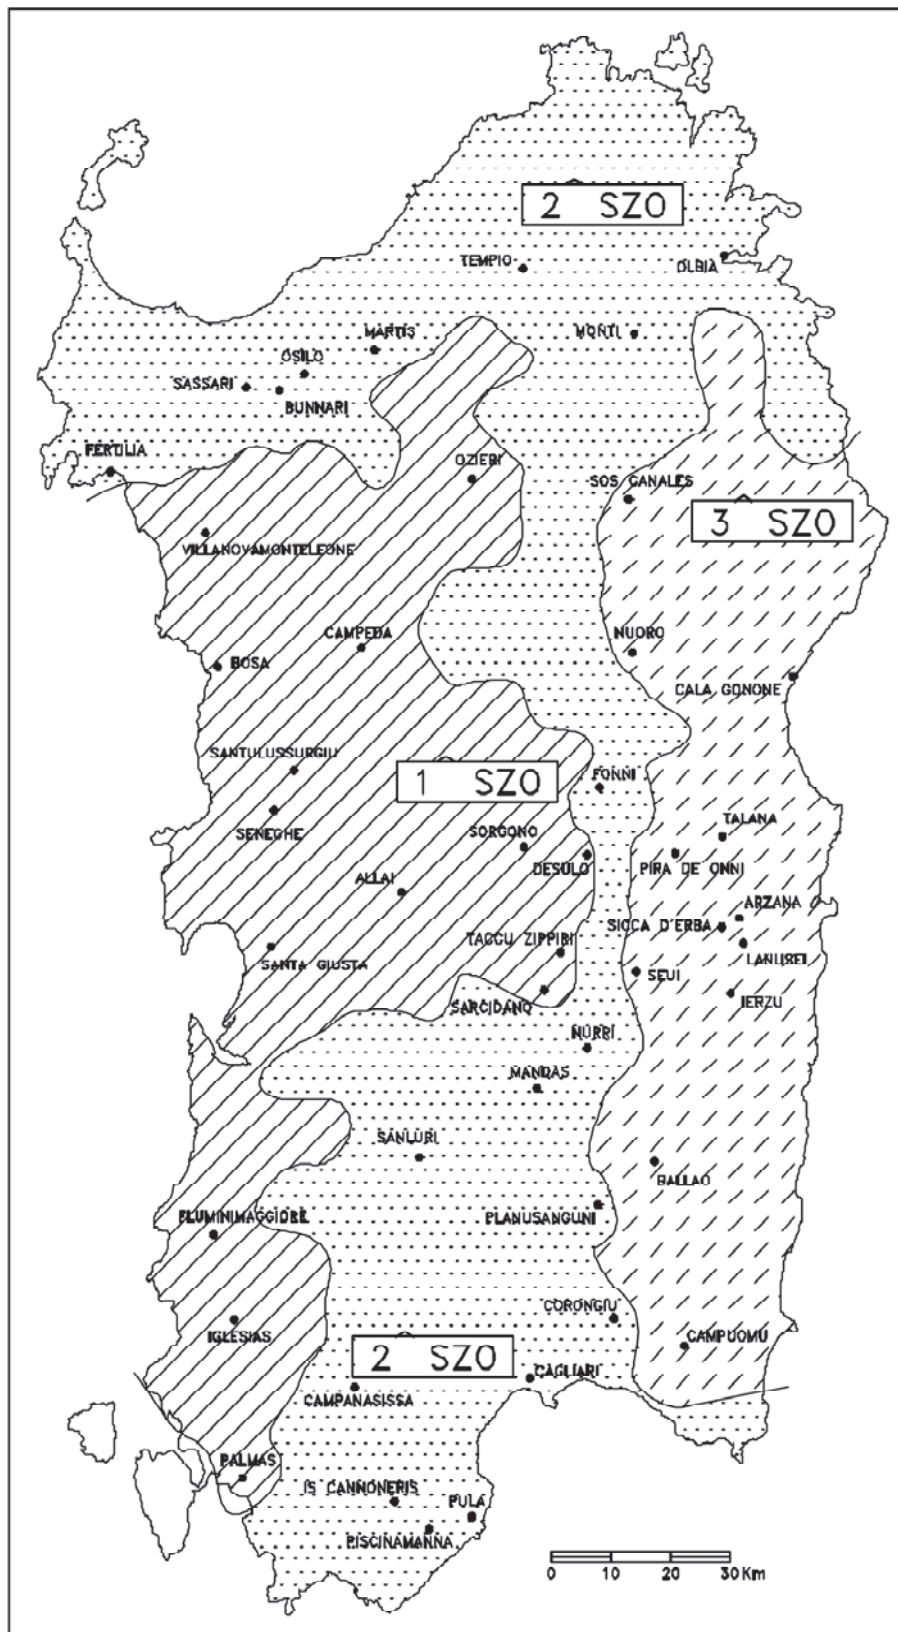 2 SZO
TEMPIO
OLBIA
MARTIS
MONTI
OSILO
SASSARI
BUNNARI
FERTILIA
OZIERI
SOS CANALES
3 SZO
VILLANOVAMONTELEONE
NUORO
CAMPEDA
BOSA
CALA GONONE
SANTULUSSURGIU
1 SZO
FONNI
SENEGHE
TALANA
SORGONO
DESULO
PIRA DE ONNI
ALLAI
ARZANA
SICCA D'ERBA
TACCU ZIPPIRI
SANTA GIUSTA
LANUSEI
SEUI
SARCIDANO
JERZU
NURRI
MANDAS
SANLURI
BALLAO
FLUMINIMAGGIORE
PLANUSANGUNI
CORONGIU
IGLESIAS
CAMPUOMU
2 SZO
CAGLIARI
CAMPANASISSA
PALMAS
IS CANNONERIS
PULA
PISCINAMANNA
0 10 20 30 Km